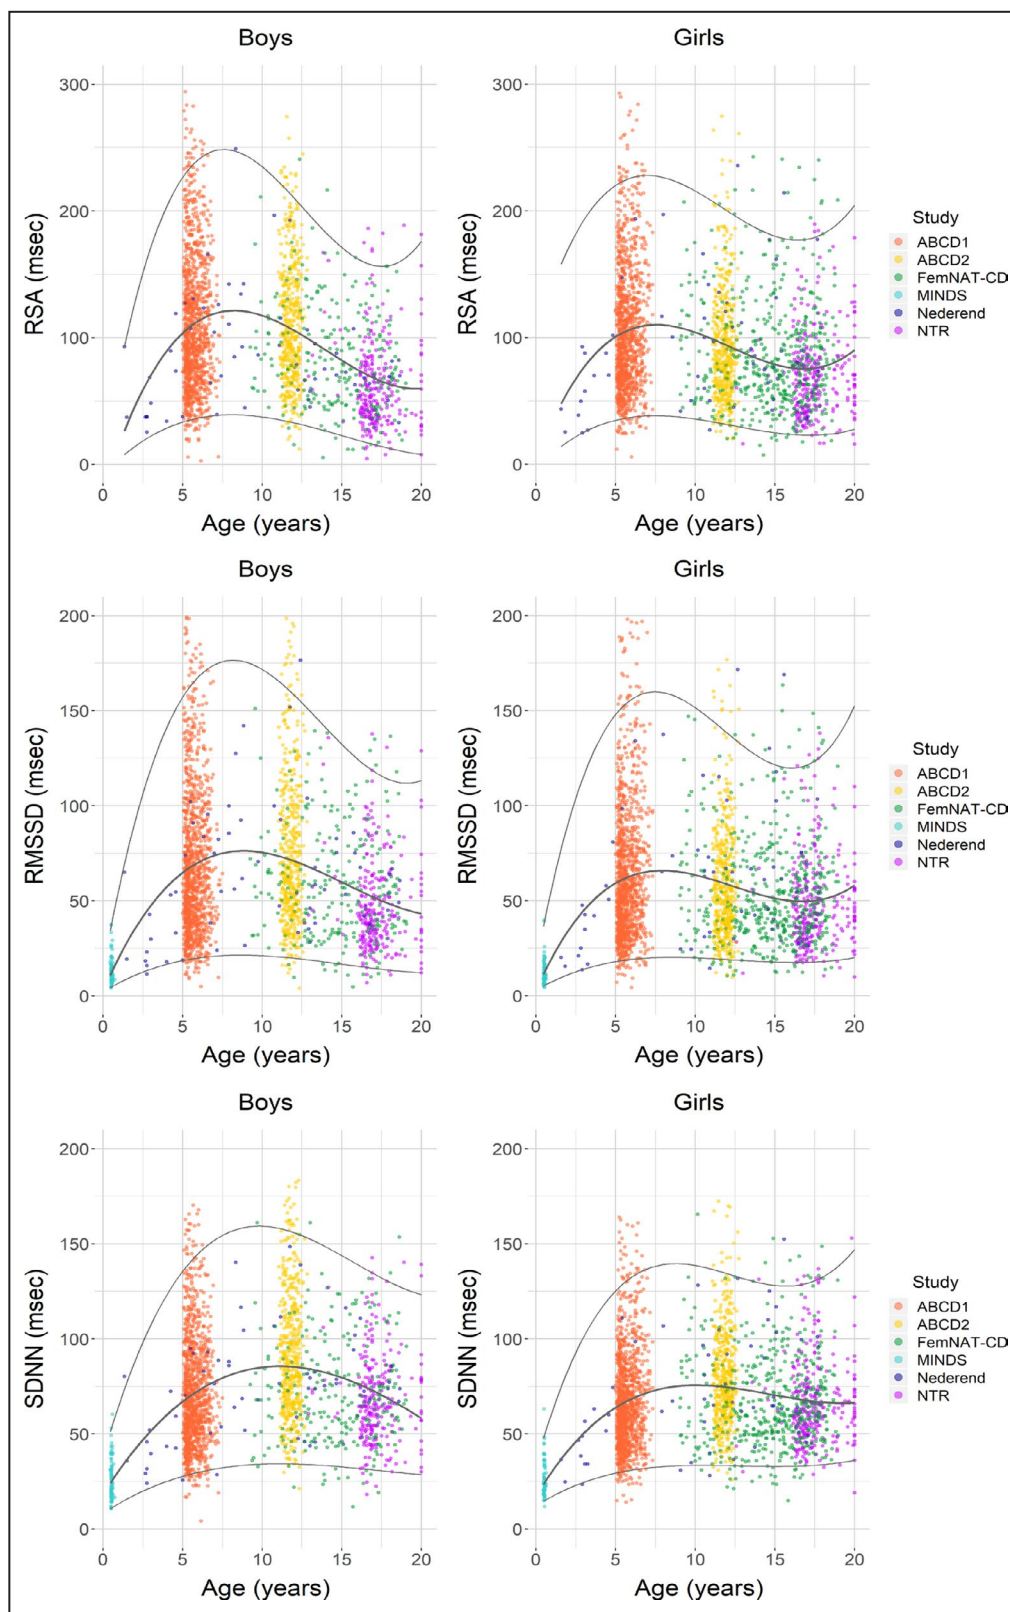 Boys
Girls
300
200
100
0
RSA (msec)
0 5 10 15 20
Age (years)
RSA (msec)
0 5 10 15 20
Age (years)
Study
ABCD1
ABCD2
FemNAT-CD
MINDS
Nederend
NTR
Boys
Girls
200
150
100
50
0
RMSSD (msec)
0 5 10 15 20
Age (years)
200
150
100
50
0
RMSSD (msec)
0 5 10 15 20
Age (years)
Study
ABCD1
ABCD2
FemNAT-CD
MINDS
Nederend
NTR
Boys
Girls
200
150
100
50
0
SDNN (msec)
0 5 10 15 20
Age (years)
200
150
100
50
0
SDNN (msec)
0 5 10 15 20
Age (years)
Study
ABCD1
ABCD2
FemNAT-CD
MINDS
Nederend
NTR